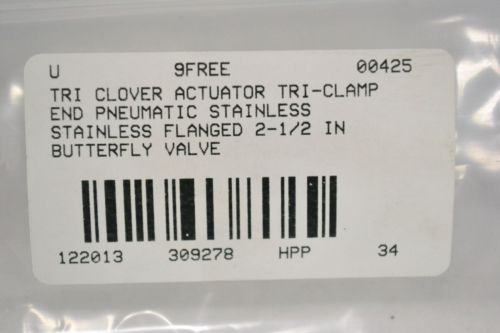 U 9FREE 00425
TRI CLOVER ACTUATOR TRI-CLAMP
END PNEUMATIC STAINLESS
STAINLESS FLANGED 2-1/2 IN
BUTTERFLY VALVE
122013 309278 HPP 34